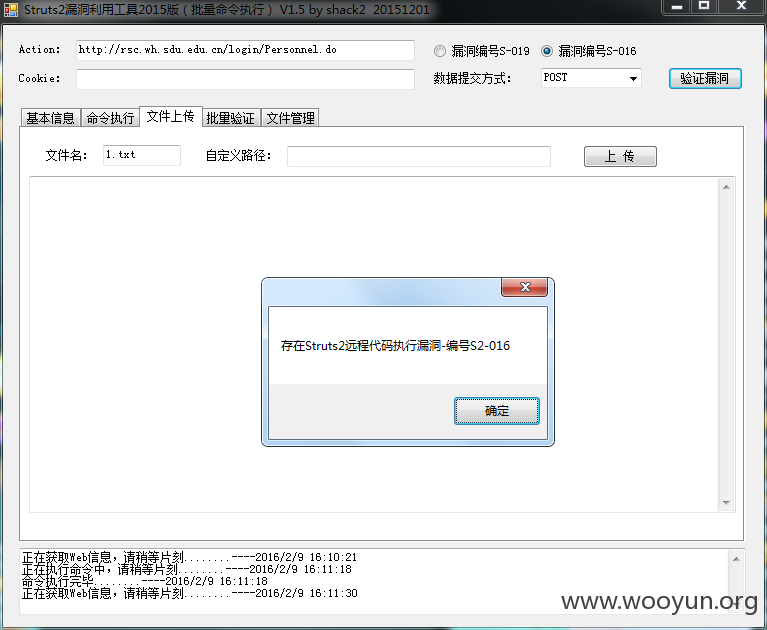 Struts2漏洞利用工具2015版（批量命令执行）V1.5 by shack2 20151201
Action: http://rsc.wh.sdu.edu.cn/login/Personnel.do 漏洞编号S-019 漏洞编号S-016
Cookie: 数据提交方式: POST 验证漏洞
基本信息 命令执行 文件上传 批量验证 文件管理
文件名: 1.txt 自定义路径: 上 传
存在Struts2远程代码执行漏洞-编号S2-016
确定
正在获取Web信息，请稍等片刻........----2016/2/9 16:10:21
正在执行命令中，请稍等片刻........----2016/2/9 16:11:18
命令执行完毕........----2016/2/9 16:11:18
正在获取Web信息，请稍等片刻........----2016/2/9 16:11:30
www.wooyun.org